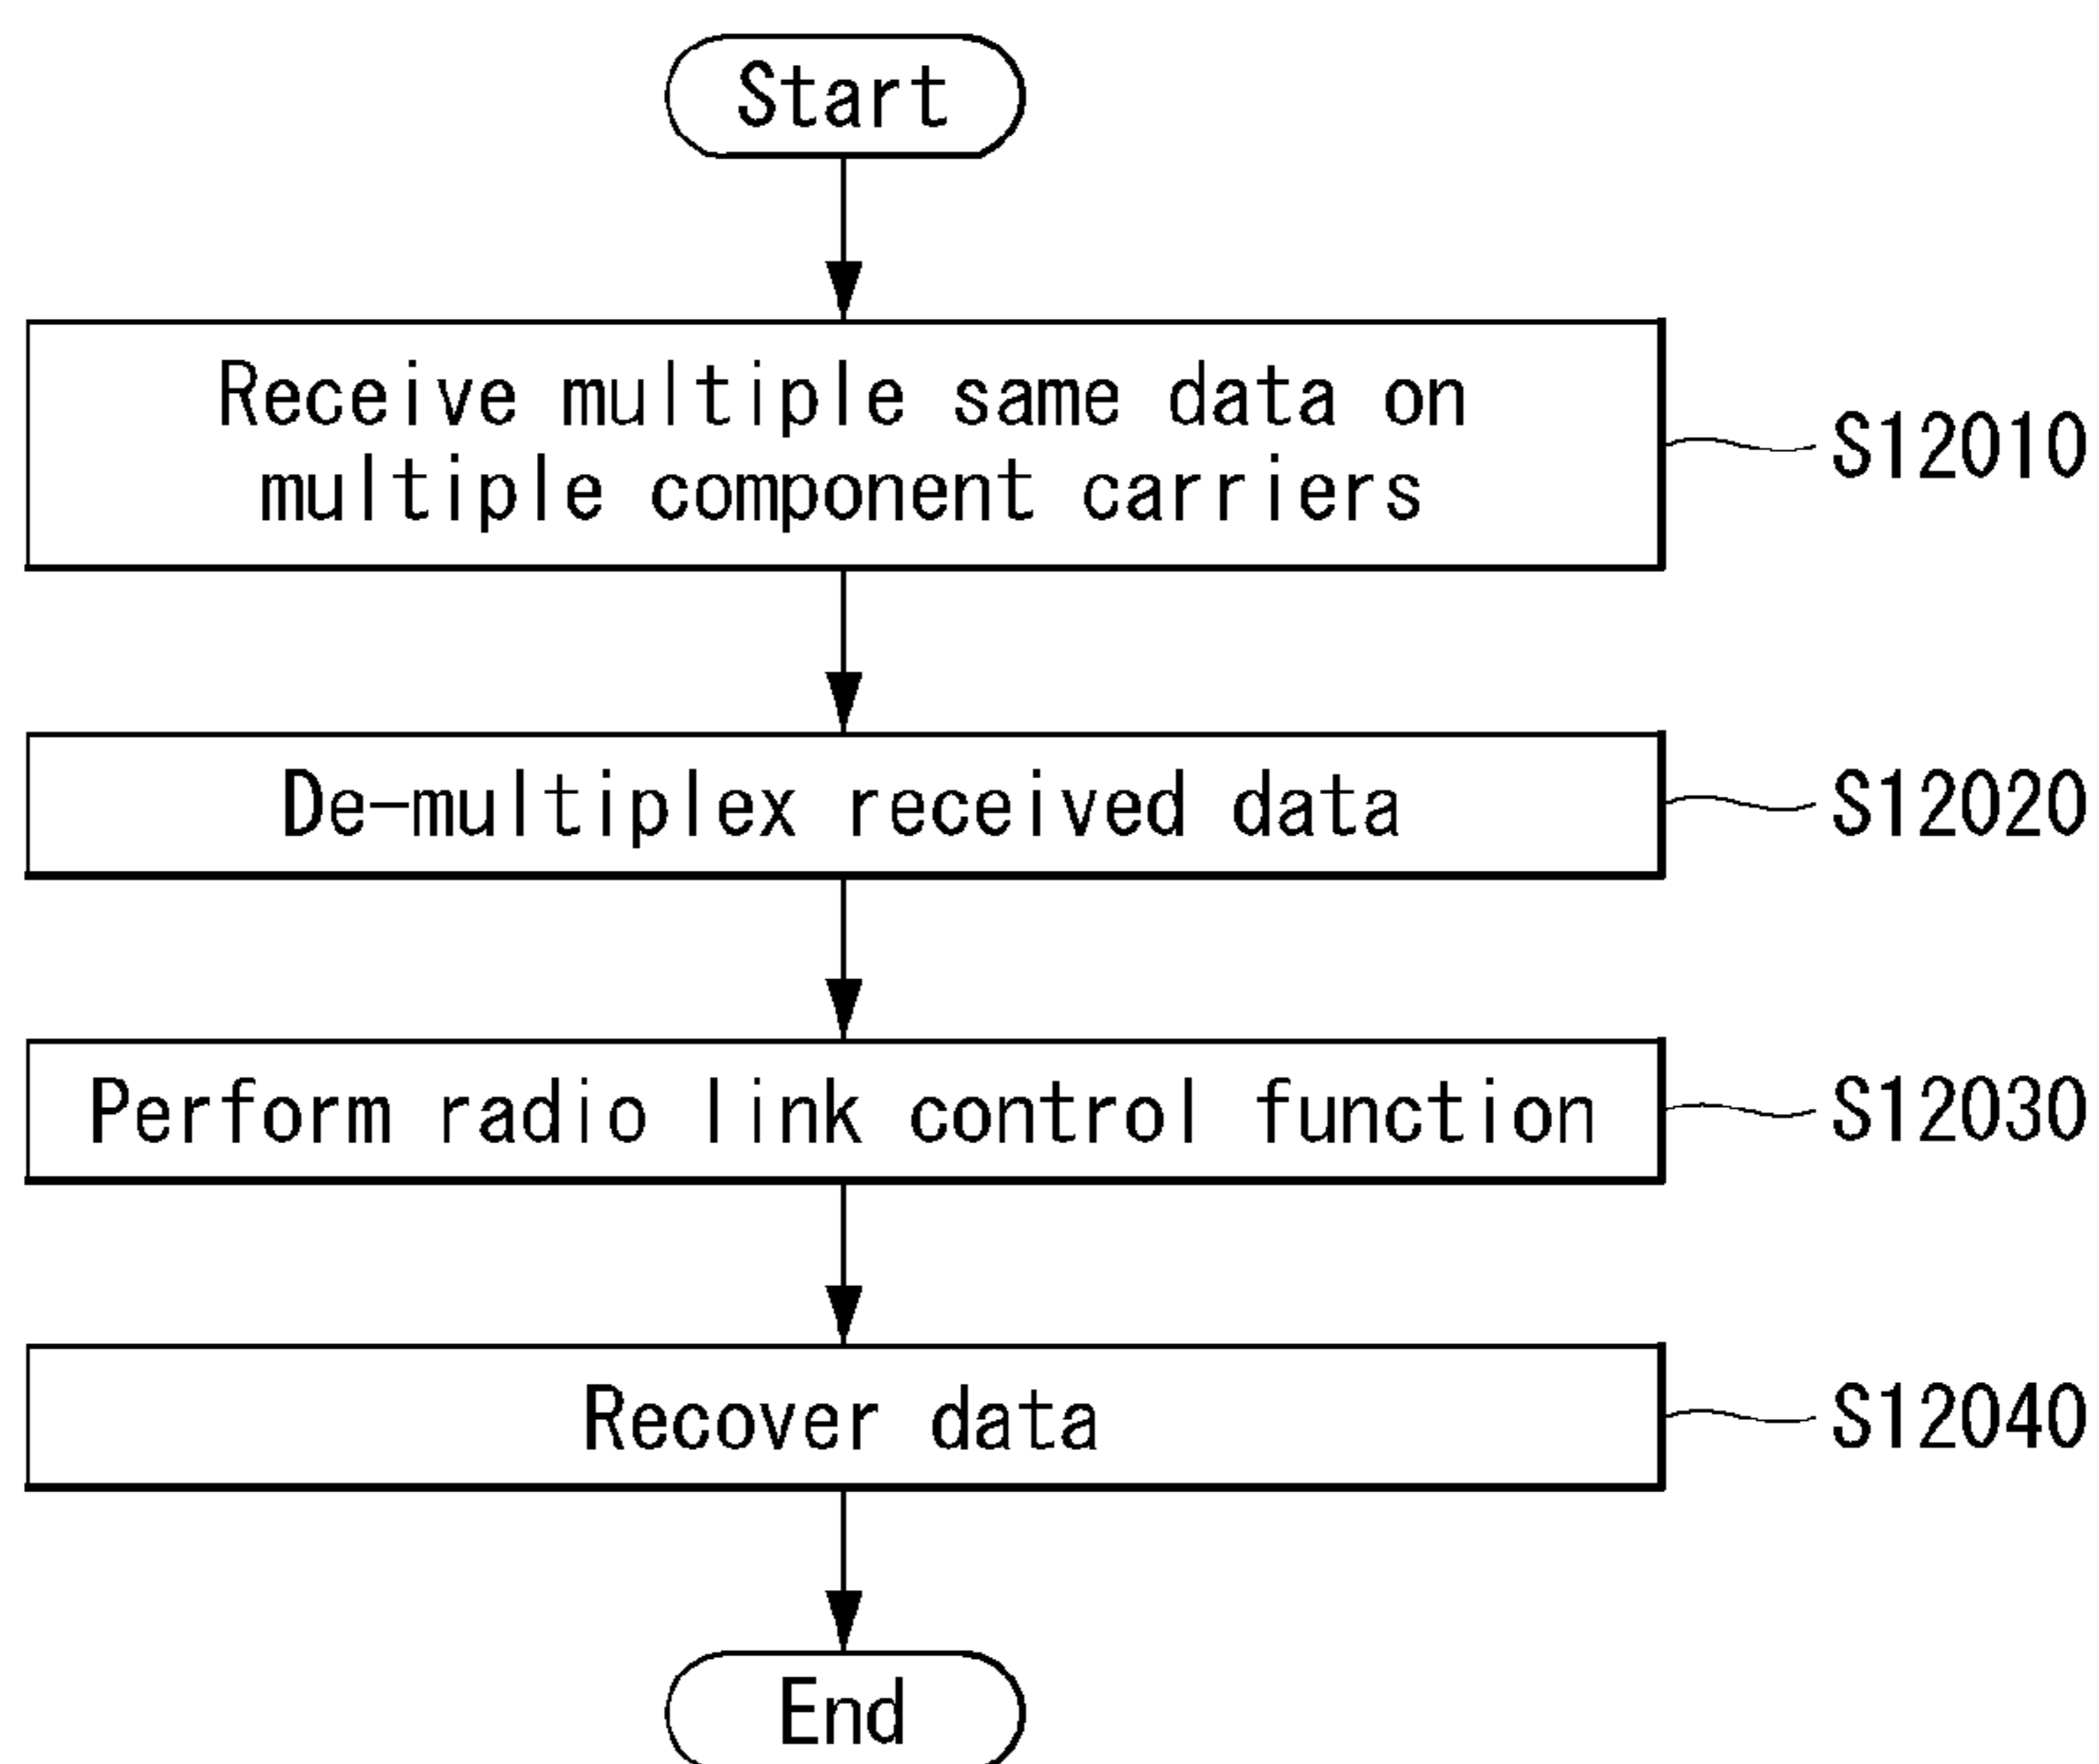 Start
Receive multiple same data on
multiple component carriers
S12010
De-multiplex received data
S12020
Perform radio link control function
S12030
Recover data
S12040
End